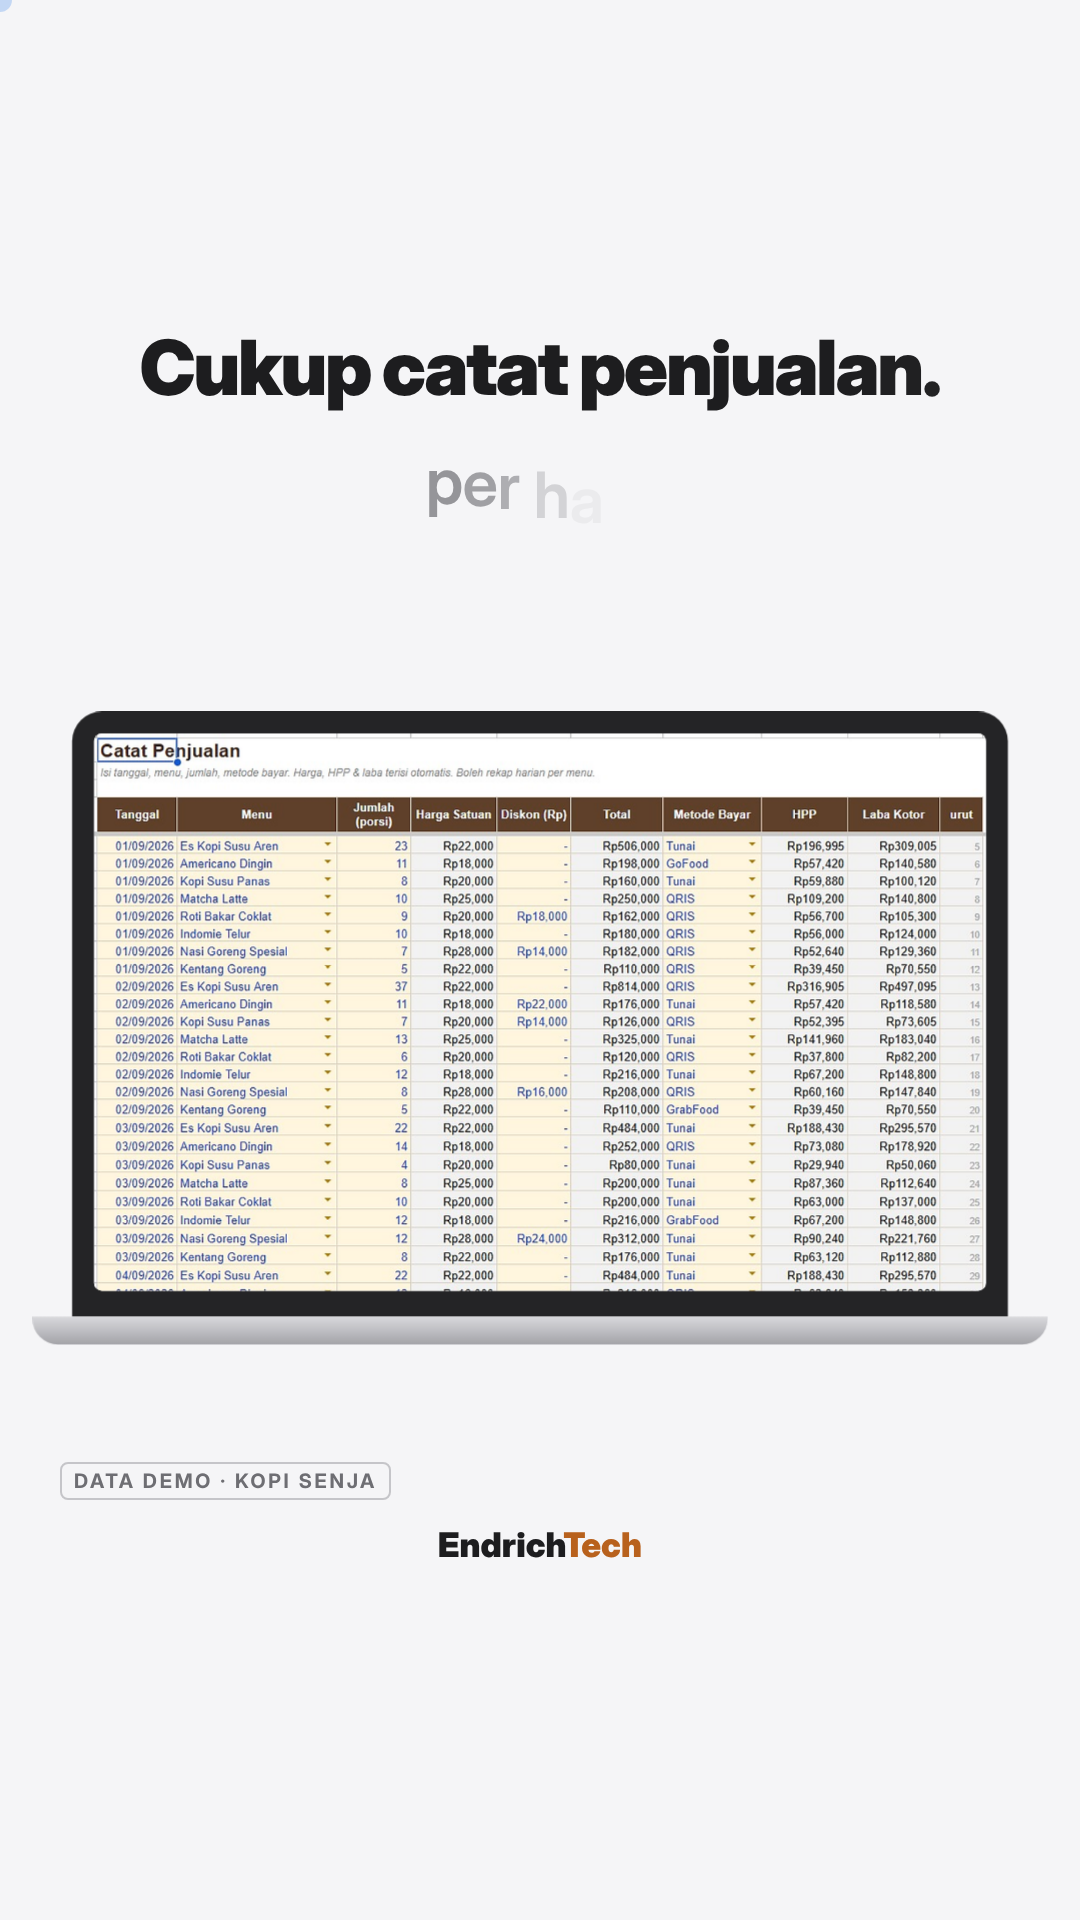 Cukup catat penjualan.
per ha
Catat Penjualan
Isi tanggal, menu, jumlah, metode bayar. Harga, HPP & laba terisi otomatis. Boleh rekap harian per menu.
Tanggal Menu Jumlah (porsi) Harga Satuan Diskon (Rp) Total Metode Bayar HPP Laba Kotor urut
01/09/2026 Es Kopi Susu Aren 23 Rp22,000 - Rp506,000 Tunai Rp196,995 Rp309,005 5
01/09/2026 Americano Dingin 11 Rp18,000 - Rp198,000 GoFood Rp57,420 Rp140,580 6
01/09/2026 Kopi Susu Panas 8 Rp20,000 - Rp160,000 Tunai Rp59,880 Rp100,120 7
01/09/2026 Matcha Latte 10 Rp25,000 - Rp250,000 QRIS Rp109,200 Rp140,800 8
01/09/2026 Roti Bakar Coklat 9 Rp20,000 Rp18,000 Rp162,000 QRIS Rp56,700 Rp105,300 9
01/09/2026 Indomie Telur 10 Rp18,000 - Rp180,000 QRIS Rp56,000 Rp124,000 10
01/09/2026 Nasi Goreng Spesial 7 Rp28,000 Rp14,000 Rp182,000 QRIS Rp52,640 Rp129,360 11
01/09/2026 Kentang Goreng 5 Rp22,000 - Rp110,000 QRIS Rp39,450 Rp70,550 12
02/09/2026 Es Kopi Susu Aren 37 Rp22,000 - Rp814,000 QRIS Rp316,905 Rp497,095 13
02/09/2026 Americano Dingin 11 Rp18,000 Rp22,000 Rp176,000 Tunai Rp57,420 Rp118,580 14
02/09/2026 Kopi Susu Panas 7 Rp20,000 Rp14,000 Rp126,000 QRIS Rp52,395 Rp73,605 15
02/09/2026 Matcha Latte 13 Rp25,000 - Rp325,000 Tunai Rp141,960 Rp183,040 16
02/09/2026 Roti Bakar Coklat 6 Rp20,000 - Rp120,000 QRIS Rp37,800 Rp82,200 17
02/09/2026 Indomie Telur 12 Rp18,000 - Rp216,000 Tunai Rp67,200 Rp148,800 18
02/09/2026 Nasi Goreng Spesial 8 Rp28,000 Rp16,000 Rp208,000 QRIS Rp60,160 Rp147,840 19
02/09/2026 Kentang Goreng 5 Rp22,000 - Rp110,000 GrabFood Rp39,450 Rp70,550 20
03/09/2026 Es Kopi Susu Aren 22 Rp22,000 - Rp484,000 Tunai Rp188,430 Rp295,570 21
03/09/2026 Americano Dingin 14 Rp18,000 - Rp252,000 QRIS Rp73,080 Rp178,920 22
03/09/2026 Kopi Susu Panas 4 Rp20,000 - Rp80,000 Tunai Rp29,940 Rp50,060 23
03/09/2026 Matcha Latte 8 Rp25,000 - Rp200,000 Tunai Rp87,360 Rp112,640 24
03/09/2026 Roti Bakar Coklat 10 Rp20,000 - Rp200,000 Tunai Rp63,000 Rp137,000 25
03/09/2026 Indomie Telur 12 Rp18,000 - Rp216,000 GrabFood Rp67,200 Rp148,800 26
03/09/2026 Nasi Goreng Spesial 12 Rp28,000 Rp24,000 Rp312,000 Tunai Rp90,240 Rp221,760 27
03/09/2026 Kentang Goreng 8 Rp22,000 - Rp176,000 Tunai Rp63,120 Rp112,880 28
04/09/2026 Es Kopi Susu Aren 22 Rp22,000 - Rp484,000 Tunai Rp188,430 Rp295,570 29
DATA DEMO · KOPI SENJA
EndrichTech